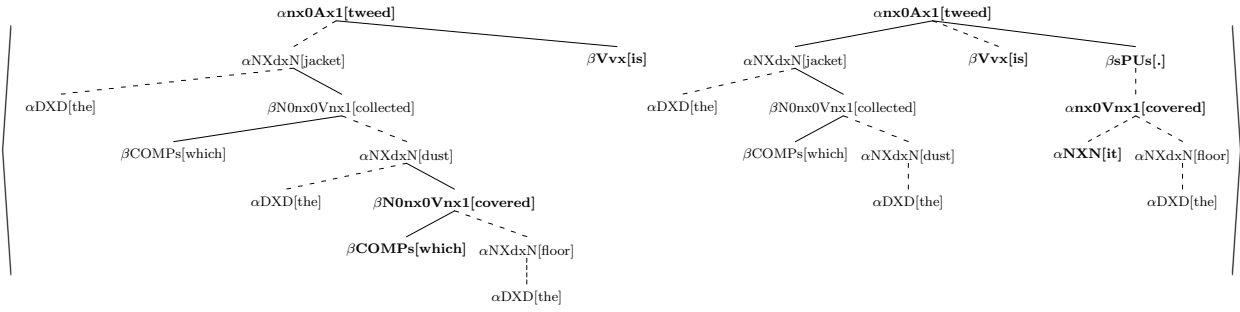 αnx0Ax1[tweed] αnx0Ax1[tweed]
αNXdxN[jacket] βVvx[is] αNXdxN[jacket] βVvx[is] βsPUs[.]
αDXD[the] βN0nx0Vnx1[collected] αDXD[the] βN0nx0Vnx1[collected] αnx0Vnx1[covered]
βCOMPs[which] αNXdxN[dust] βCOMPs[which] αNXdxN[dust] αNXN[it] αNXdxN[floor]
αDXD[the] βN0nx0Vnx1[covered] αDXD[the] αDXD[the]
βCOMPs[which] αNXdxN[floor]
αDXD[the]